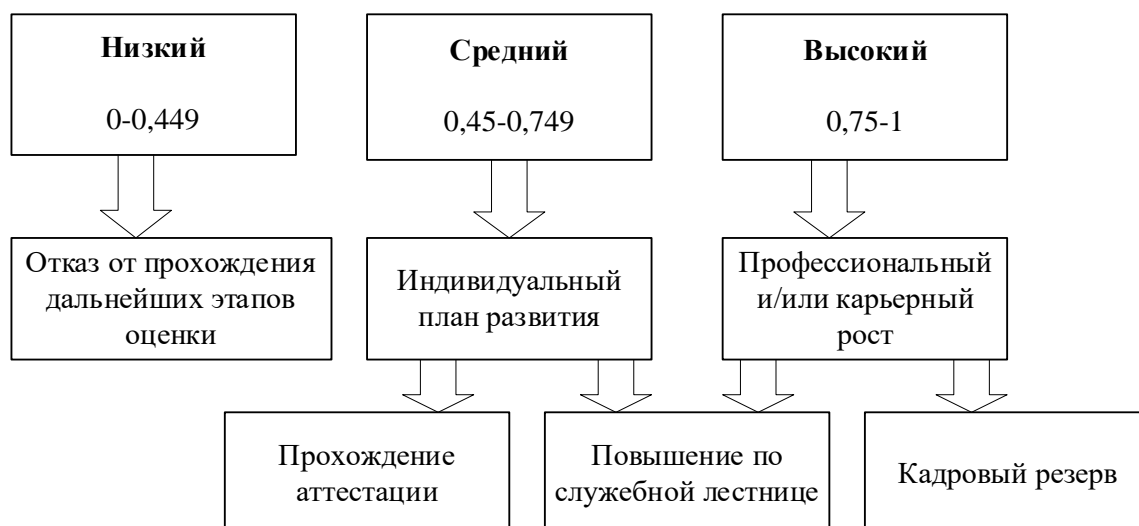 Низкий
0-0,449
Средний
0,45-0,749
Высокий
0,75-1
Отказ от прохождения
дальнейших этапов
оценки
Индивидуальный
план развития
Профессиональный
и/или карьерный
рост
Прохождение
аттестации
Повышение по
служебной лестнице
Кадровый резерв